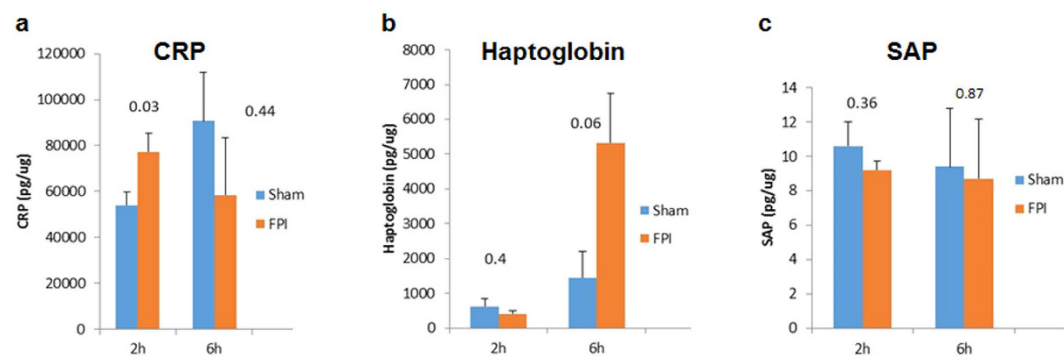 a
CRP
CRP (pg/ug)
120000
100000
80000
60000
40000
20000
0
0.03
0.44
Sham
FPI
2h
6h
b
Haptoglobin
Haptoglobin (pg/ug)
8000
7000
6000
5000
4000
3000
2000
1000
0
0.4
0.06
Sham
FPI
2h
6h
c
SAP
SAP (pg/ug)
14
12
10
8
6
4
2
0
0.36
0.87
Sham
FPI
2h
6h